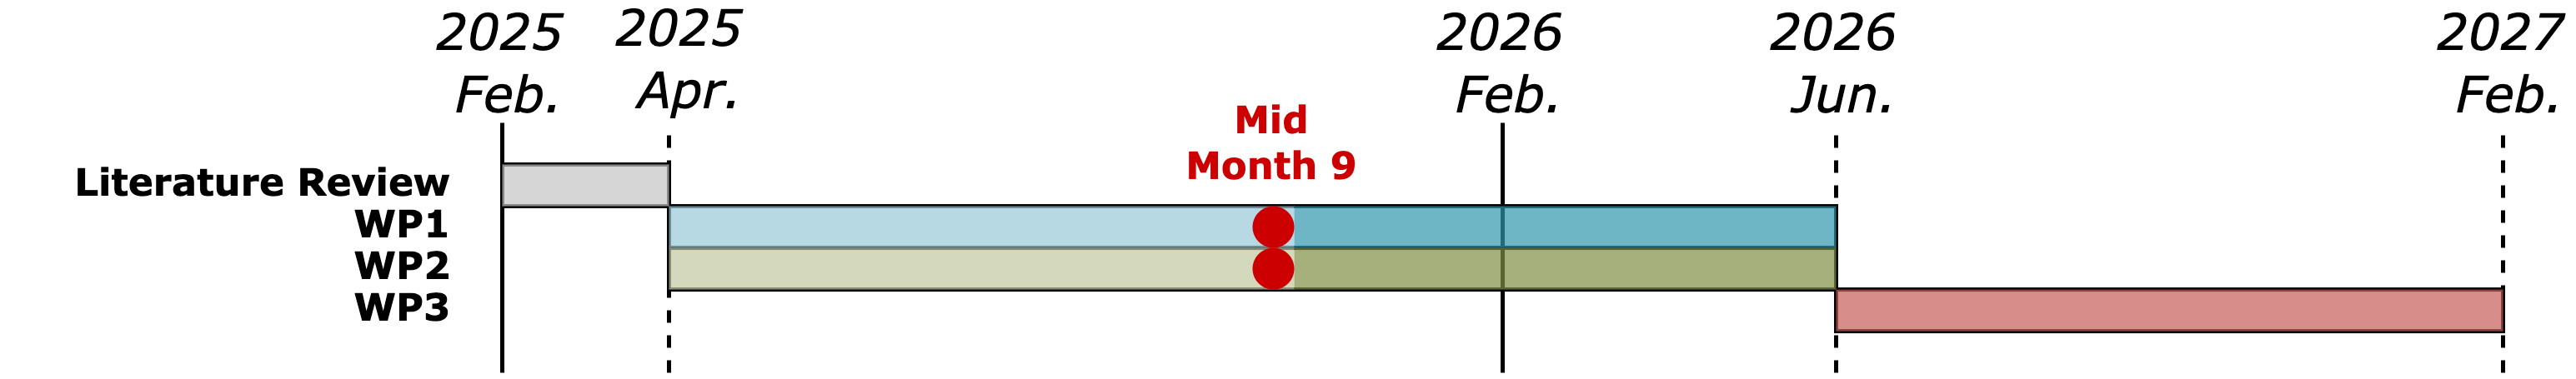 2025
Feb.
2025
Apr.
2026
Feb.
2026
Jun.
2027
Feb.
Mid
Month 9
Literature Review
WP1
WP2
WP3